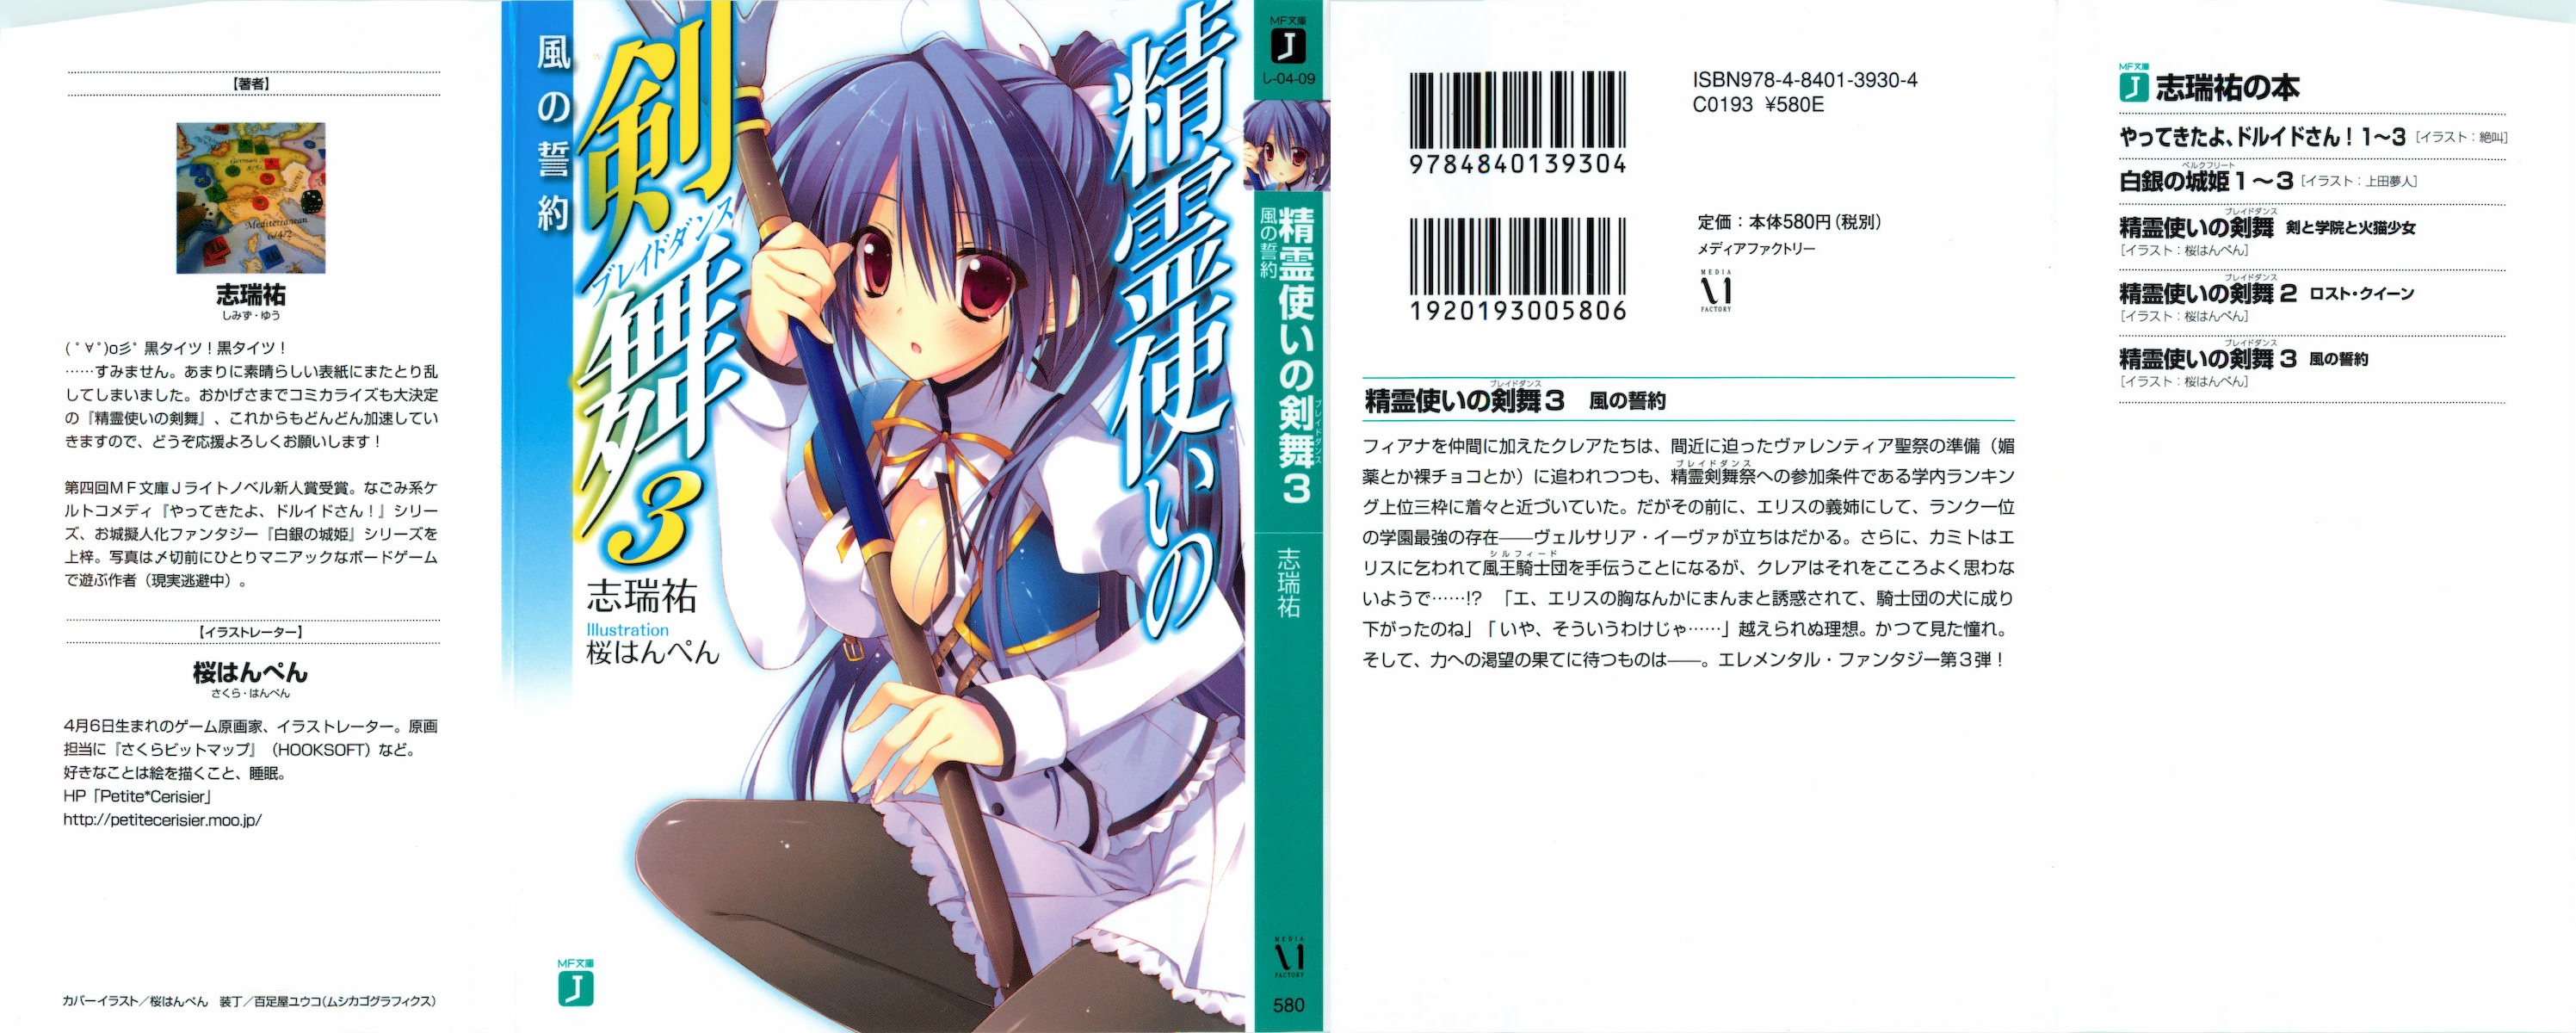 【著者】
German
Mediterranean
6/4/2
志瑞祐
しみず・ゆう
( ﾟ∀ﾟ)o彡ﾟ 黒タイツ！黒タイツ！
……すみません。あまりに素晴らしい表紙にまたとり乱
してしまいました。おかげさまでコミカライズも大決定
の『精霊使いの剣舞』、これからもどんどん加速してい
きますので、どうぞ応援よろしくお願いします！
第四回ＭＦ文庫Ｊライトノベル新人賞受賞。なごみ系ケ
ルトコメディ『やってきたよ、ドルイドさん！』シリー
ズ、お城擬人化ファンタジー『白銀の城姫』シリーズを
上梓。写真は〆切前にひとりマニアックなボードゲーム
で遊ぶ作者（現実逃避中）。
【イラストレーター】
桜はんぺん
さくら・はんぺん
4月6日生まれのゲーム原画家、イラストレーター。原画
担当に『さくらビットマップ』（HOOKSOFT）など。
好きなことは絵を描くこと、睡眠。
HP「Petite*Cerisier」
http://petitecerisier.moo.jp/
カバーイラスト／桜はんぺん　装丁／百足屋ユウコ(ムシカゴグラフィクス)
精霊使いの
剣舞3
ブレイドダンス
風の誓約
志瑞祐
Illustration
桜はんぺん
MF文庫
J
MF文庫
J
し-04-09
精霊使いの剣舞3
ブレイドダンス
風の誓約
志瑞祐
MEDIA
FACTORY
580
9784840139304
ISBN978-4-8401-3930-4
C0193 ¥580E
1920193005806
定価：本体580円（税別）
メディアファクトリー
MEDIA
FACTORY
ブレイドダンス
精霊使いの剣舞3　風の誓約
フィアナを仲間に加えたクレアたちは、間近に迫ったヴァレンティア聖祭の準備（媚
ブレイドダンス
薬とか裸チョコとか）に追われつつも、精霊剣舞祭への参加条件である学内ランキン
グ上位三枠に着々と近づいていた。だがその前に、エリスの義姉にして、ランク一位
の学園最強の存在――ヴェルサリア・イーヴァが立ちはだかる。さらに、カミトはエ
シルフィード
リスに乞われて風王騎士団を手伝うことになるが、クレアはそれをこころよく思わな
いようで……!?　「エ、エリスの胸なんかにまんまと誘惑されて、騎士団の犬に成り
下がったのね」「いや、そういうわけじゃ……」越えられぬ理想。かつて見た憧れ。
そして、力への渇望の果てに待つものは――。エレメンタル・ファンタジー第３弾！
MF文庫
J 志瑞祐の本
やってきたよ、ドルイドさん！1〜3［イラスト：絶叫］
ベルクフリート
白銀の城姫1〜3［イラスト：上田夢人］
ブレイドダンス
精霊使いの剣舞 剣と学院と火猫少女
［イラスト：桜はんぺん］
ブレイドダンス
精霊使いの剣舞2 ロスト・クイーン
［イラスト：桜はんぺん］
ブレイドダンス
精霊使いの剣舞3 風の誓約
［イラスト：桜はんぺん］